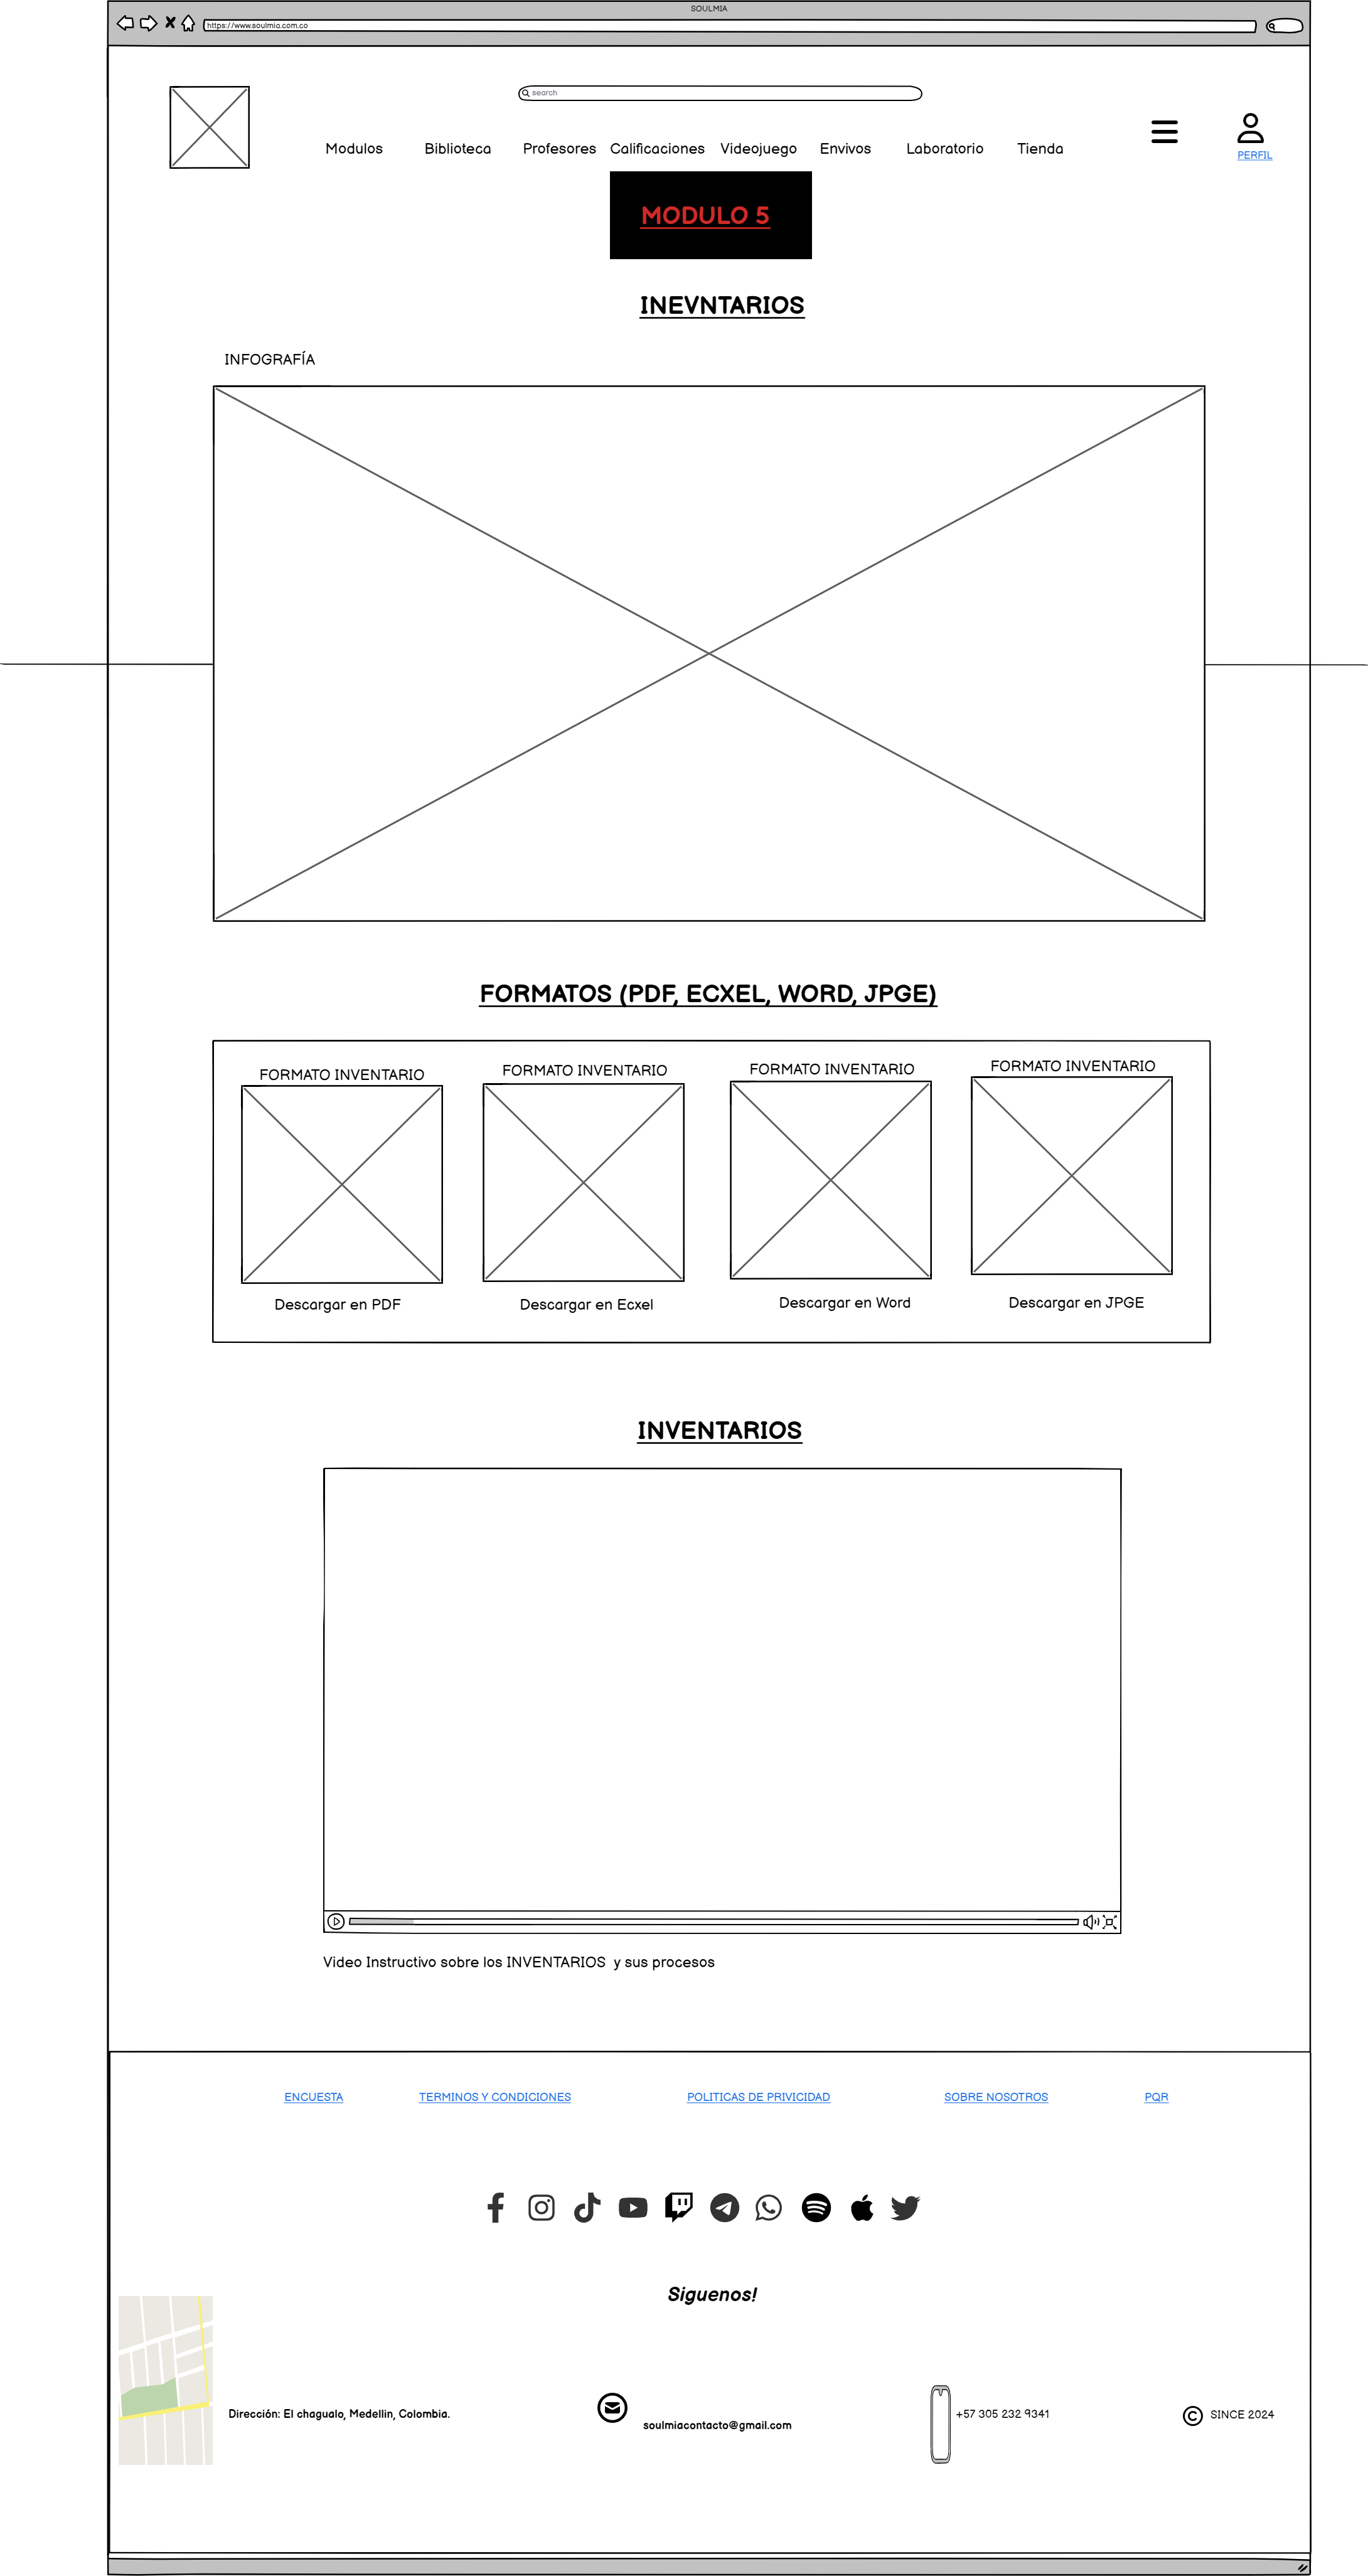 SOULMIA
https://www.soulmia.com.co
search
Modulos Biblioteca Profesores Calificaciones Videojuego Envivos Laboratorio Tienda
PERFIL
MODULO 5
INEVNTARIOS
INFOGRAFÍA
FORMATOS (PDF, ECXEL, WORD, JPGE)
FORMATO INVENTARIO FORMATO INVENTARIO FORMATO INVENTARIO FORMATO INVENTARIO
Descargar en PDF Descargar en Ecxel Descargar en Word Descargar en JPGE
INVENTARIOS
Video Instructivo sobre los INVENTARIOS y sus procesos
ENCUESTA TERMINOS Y CONDICIONES POLITICAS DE PRIVICIDAD SOBRE NOSOTROS PQR
Siguenos!
Dirección: El chagualo, Medellin, Colombia.
soulmiacontacto@gmail.com
+57 305 232 9341
SINCE 2024